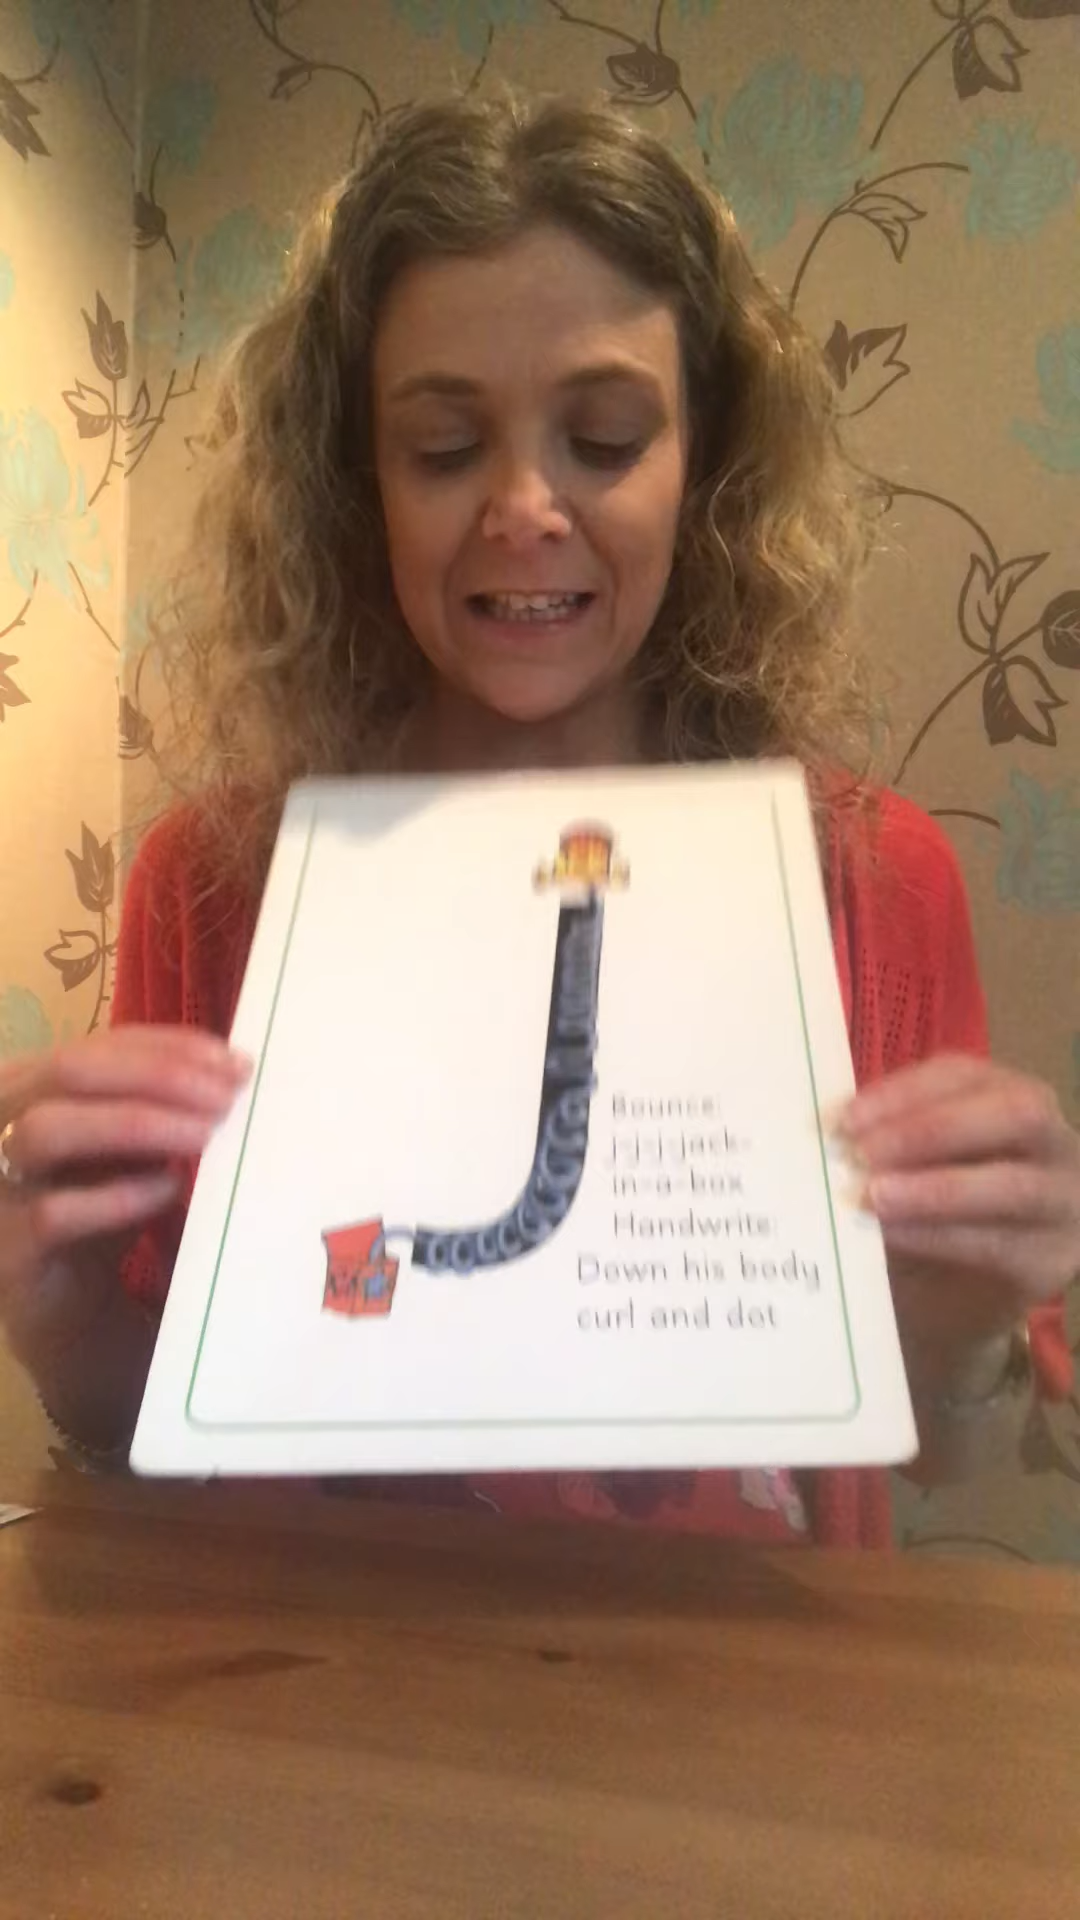 Bounce:
j-j-j-jack-
in-a-box
Handwrite:
Down his body
curl and dot